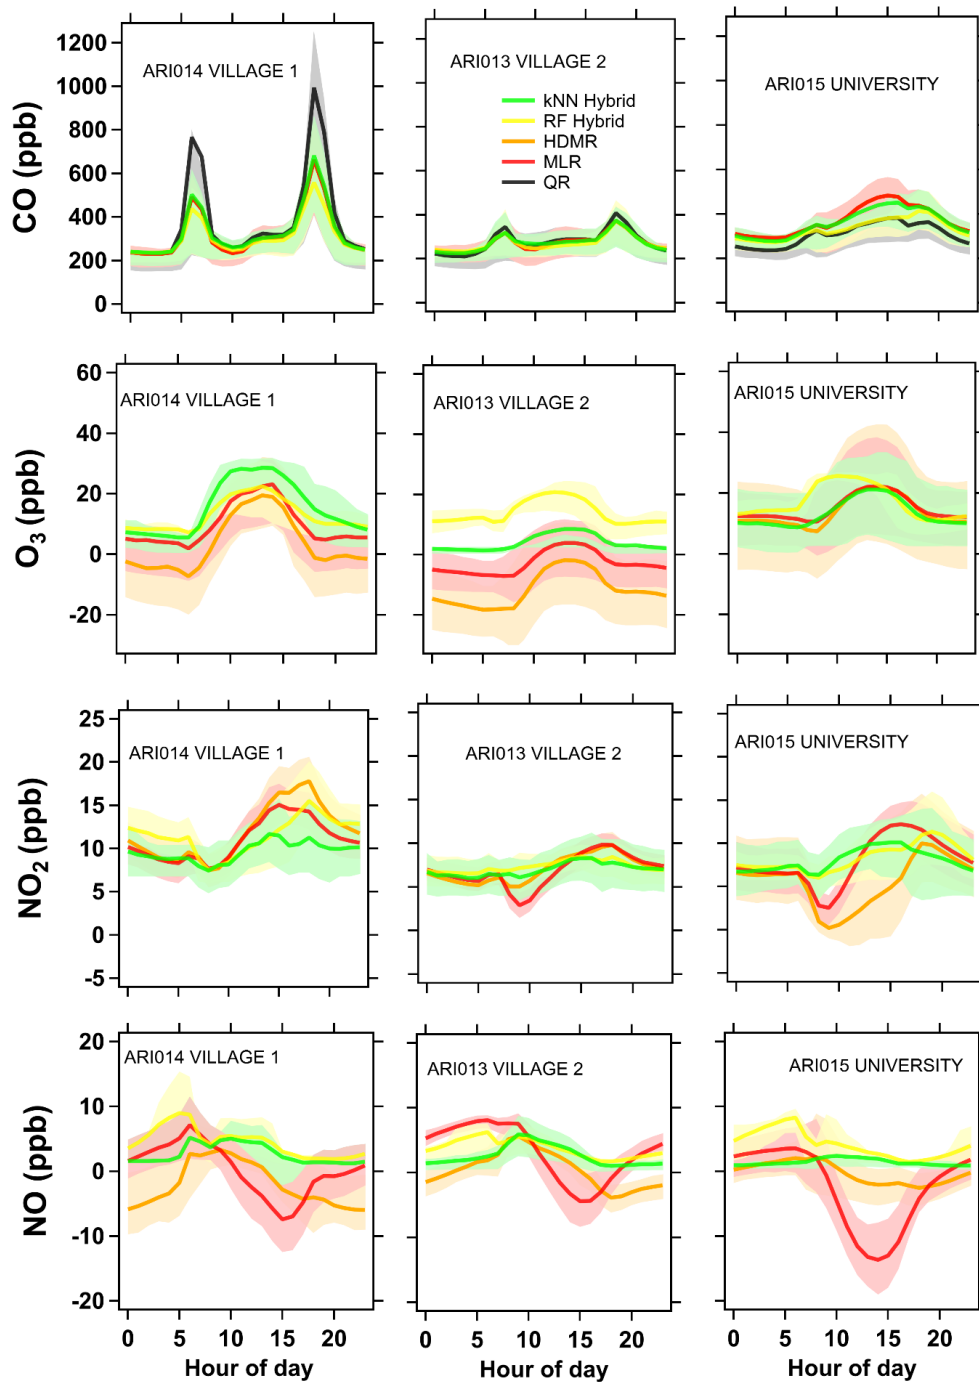 CO (ppb)
1200
1000
800
600
400
200
0
ARI014 VILLAGE 1
ARI013 VILLAGE 2
kNN Hybrid
RF Hybrid
HDMR
MLR
QR
ARI015 UNIVERSITY
O3 (ppb)
60
40
20
0
-20
ARI014 VILLAGE 1
ARI013 VILLAGE 2
ARI015 UNIVERSITY
NO2 (ppb)
25
20
15
10
5
0
-5
ARI014 VILLAGE 1
ARI013 VILLAGE 2
ARI015 UNIVERSITY
NO (ppb)
20
10
0
-10
-20
ARI014 VILLAGE 1
ARI013 VILLAGE 2
ARI015 UNIVERSITY
0 5 10 15 20
Hour of day
0 5 10 15 20
Hour of day
0 5 10 15 20
Hour of day